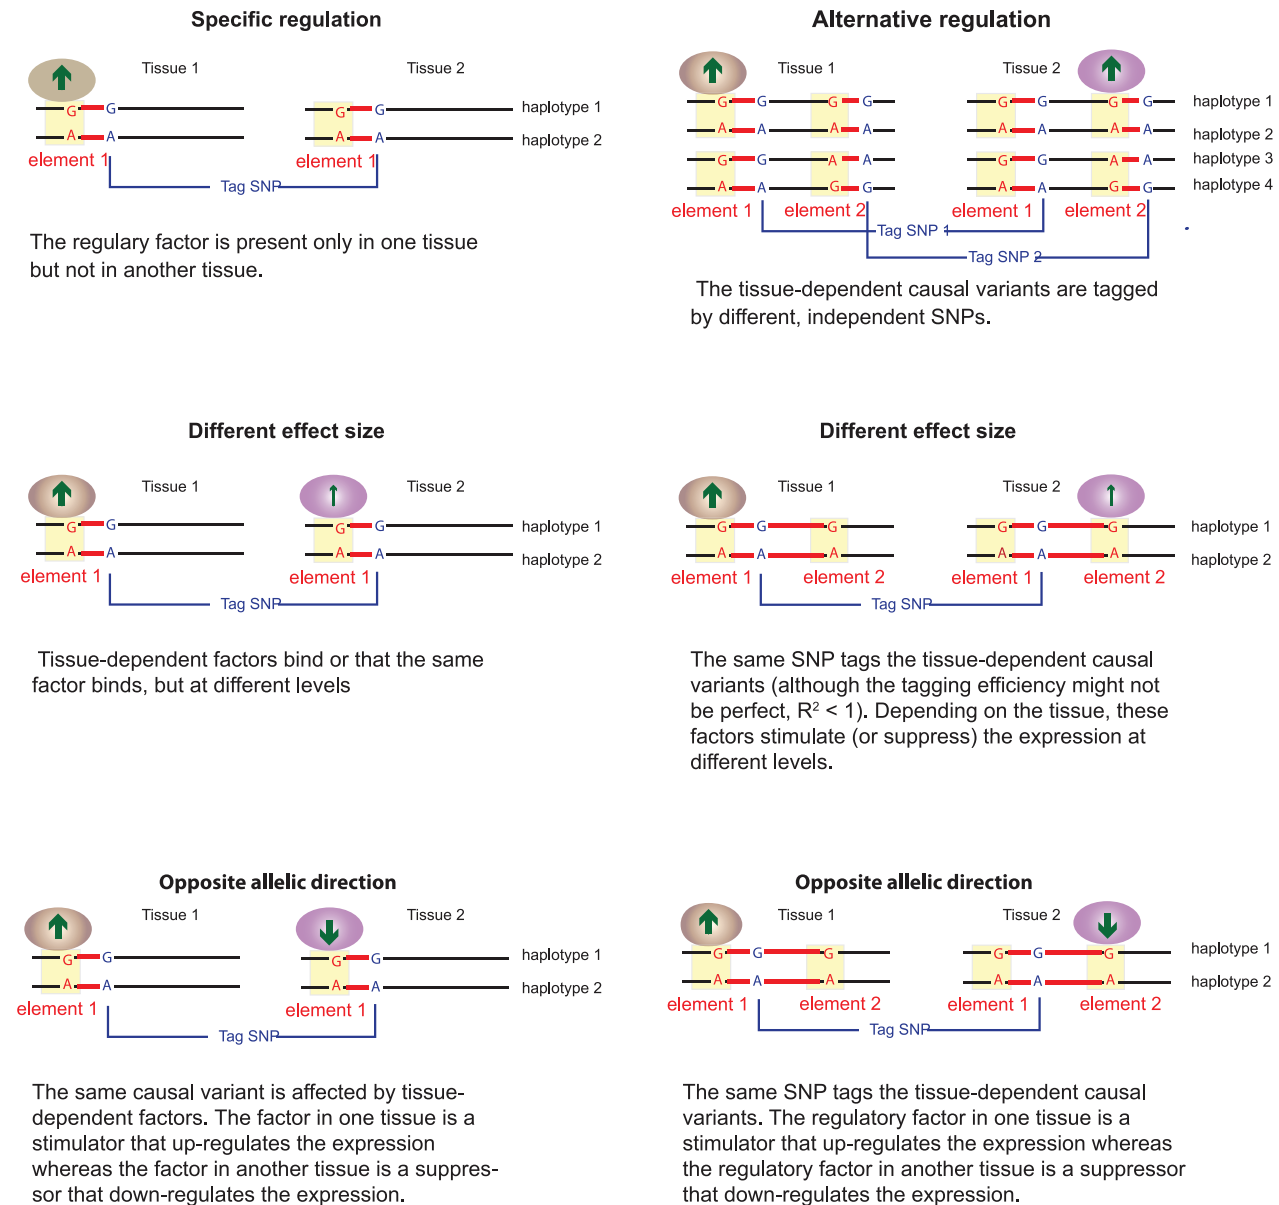 Specific regulation
Tissue 1
Tissue 2
G G
G G
haplotype 1
A A
A A
haplotype 2
element 1
element 1
Tag SNP
The regulary factor is present only in one tissue
but not in another tissue.
Alternative regulation
Tissue 1
Tissue 2
G G G G
G G G G
haplotype 1
A A A A
A A A A
haplotype 2
G G A A
G G A A
haplotype 3
A A G G
A A G G
haplotype 4
element 1
element 2
element 1
element 2
Tag SNP 1
Tag SNP 2
The tissue-dependent causal variants are tagged
by different, independent SNPs.
Different effect size
Tissue 1
Tissue 2
G G
G G
haplotype 1
A A
A A
haplotype 2
element 1
element 1
Tag SNP
Tissue-dependent factors bind or that the same
factor binds, but at different levels
Different effect size
Tissue 1
Tissue 2
G G G
G G G
haplotype 1
A A A
A A A
haplotype 2
element 1
element 2
element 1
element 2
Tag SNP
The same SNP tags the tissue-dependent causal
variants (although the tagging efficiency might not
be perfect, R² < 1). Depending on the tissue, these
factors stimulate (or suppress) the expression at
different levels.
Opposite allelic direction
Tissue 1
Tissue 2
G G
G G
haplotype 1
A A
A A
haplotype 2
element 1
element 1
Tag SNP
The same causal variant is affected by tissue-
dependent factors. The factor in one tissue is a
stimulator that up-regulates the expression
whereas the factor in another tissue is a suppres-
sor that down-regulates the expression.
Opposite allelic direction
Tissue 1
Tissue 2
G G G
G G G
haplotype 1
A A A
A A A
haplotype 2
element 1
element 2
element 1
element 2
Tag SNP
The same SNP tags the tissue-dependent causal
variants. The regulatory factor in one tissue is a
stimulator that up-regulates the expression whereas
the regulatory factor in another tissue is a suppressor
that down-regulates the expression.